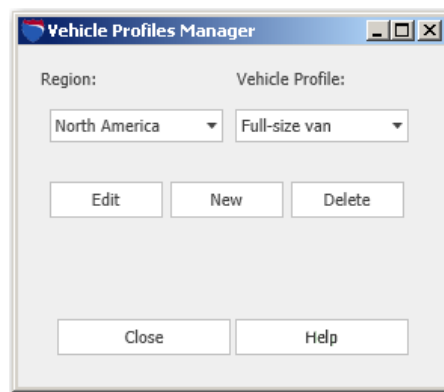 Vehicle Profiles Manager
Region: Vehicle Profile:
North America Full-size van
Edit New Delete
Close Help